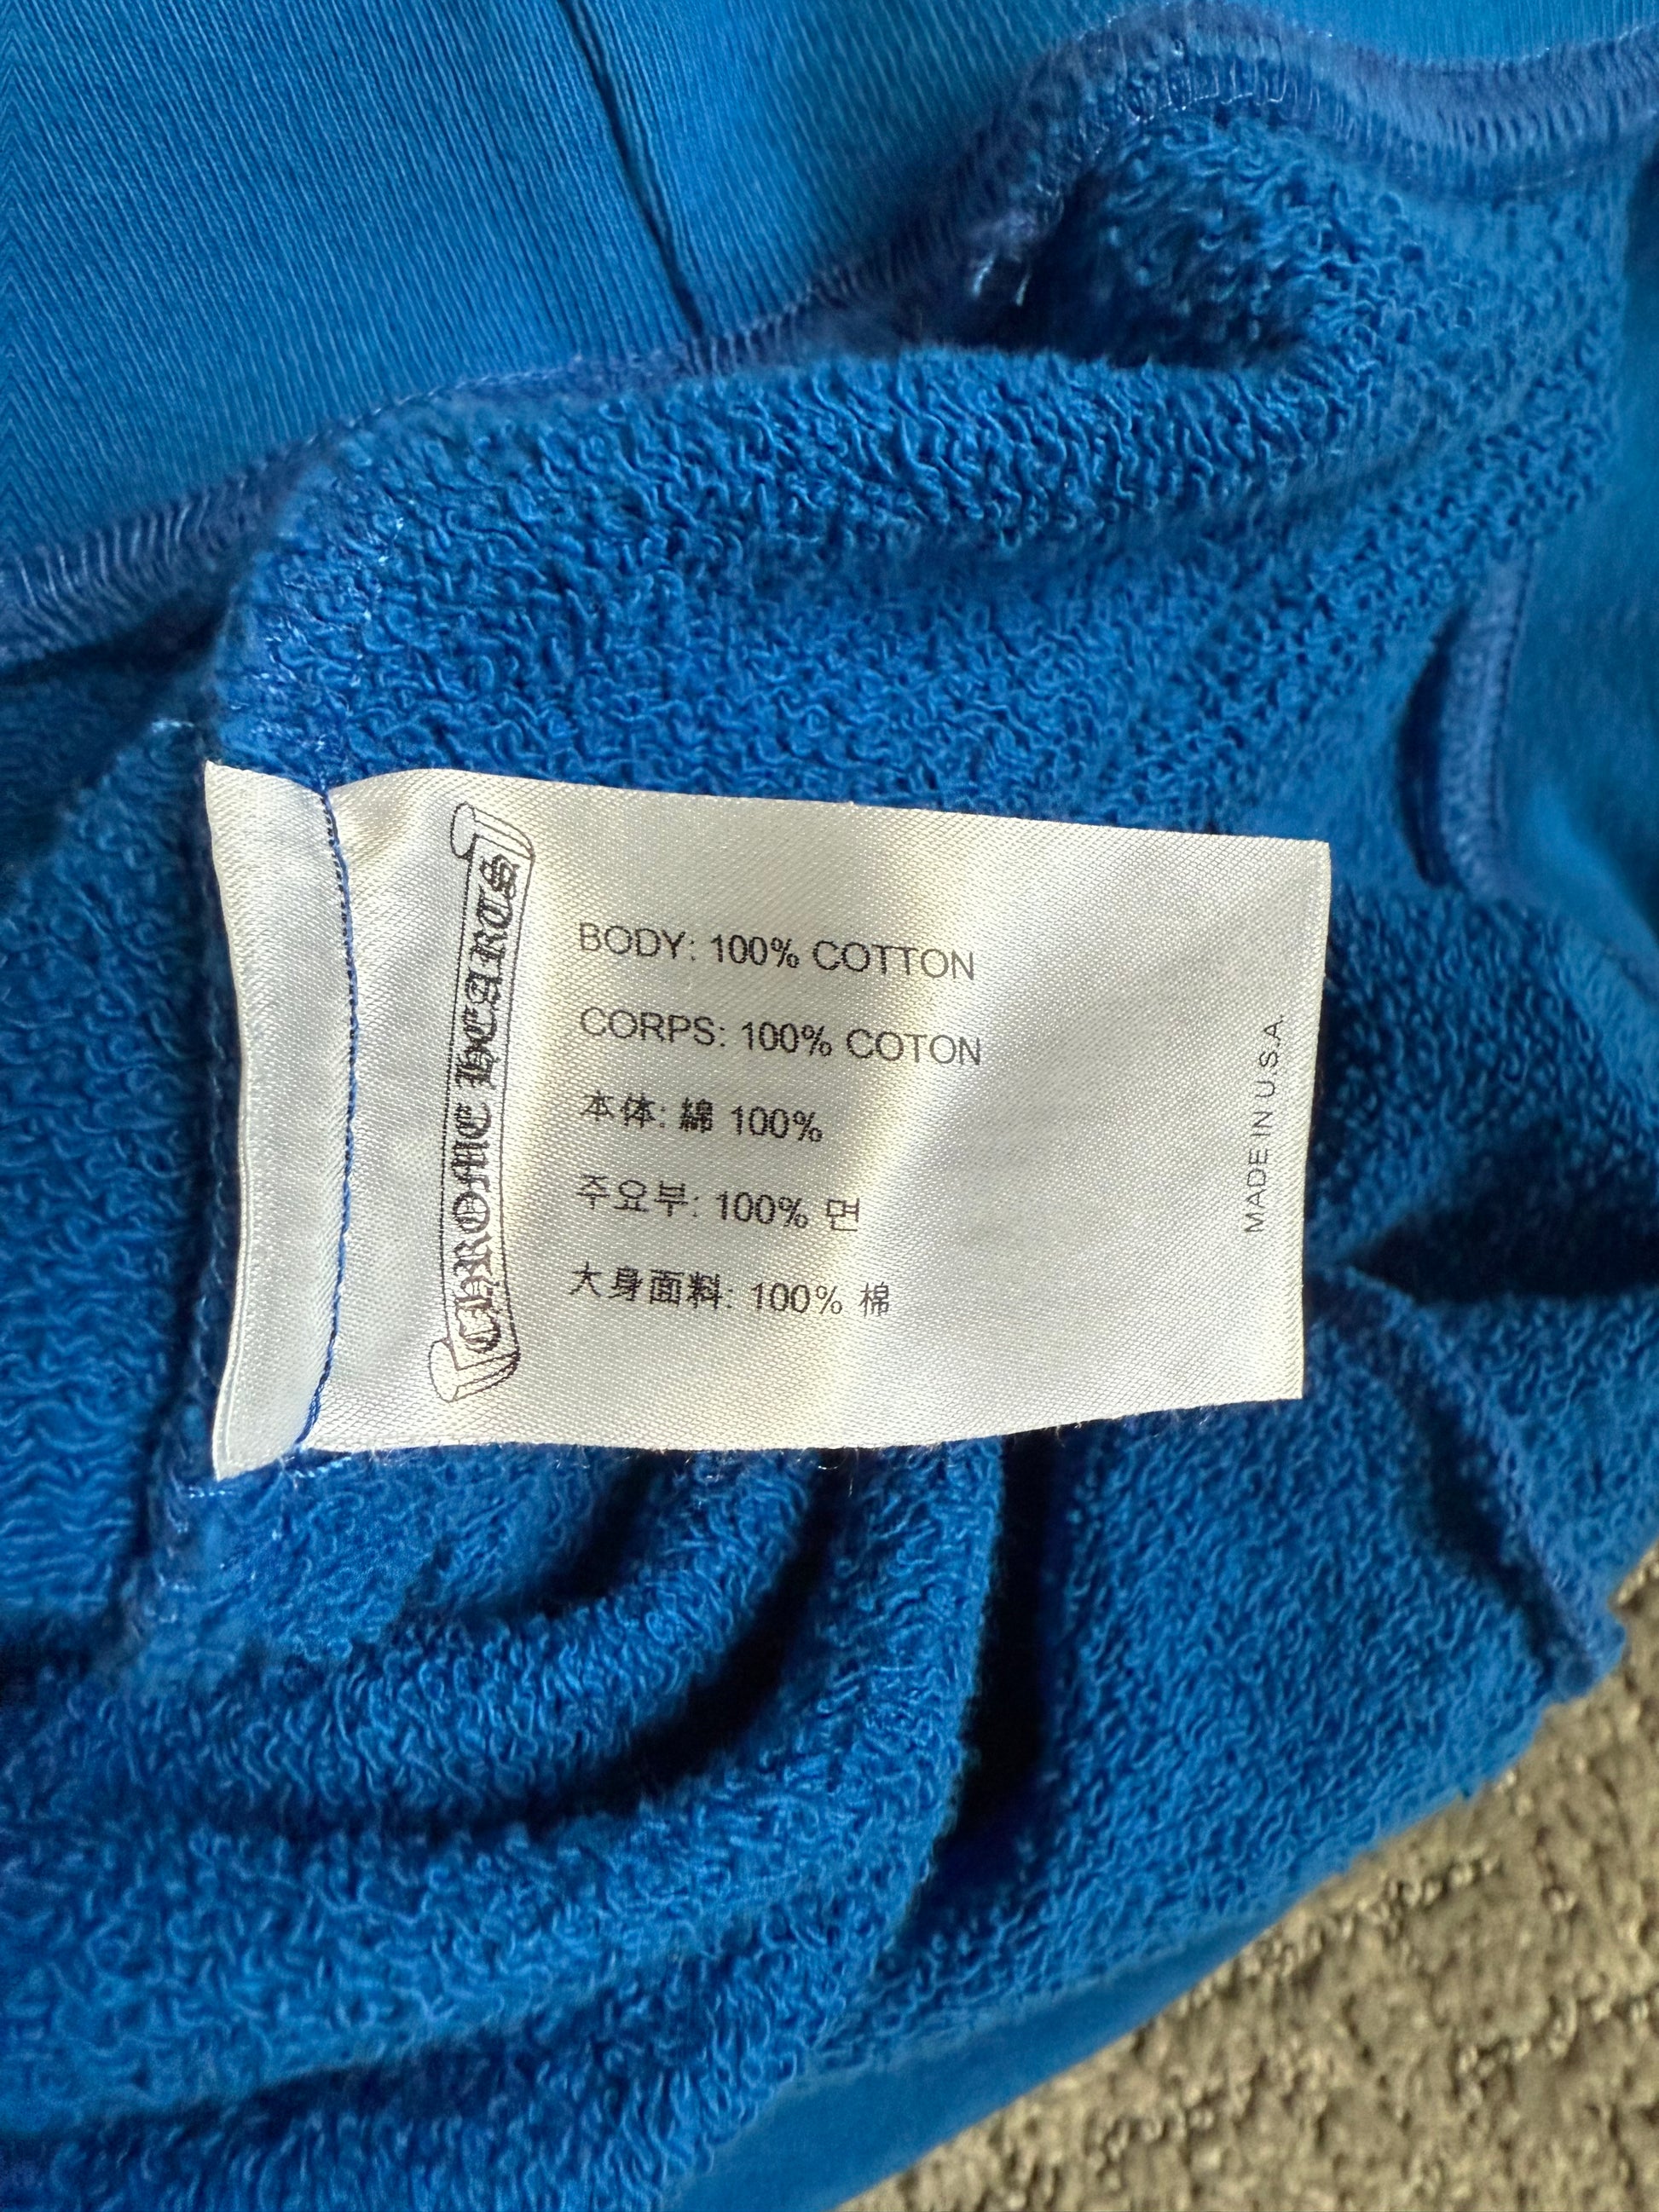 CHROME HEARTS
BODY: 100% COTTON
CORPS: 100% COTON
本体: 綿 100%
주요부: 100% 면
大身面料: 100% 棉
MADE IN U.S.A.